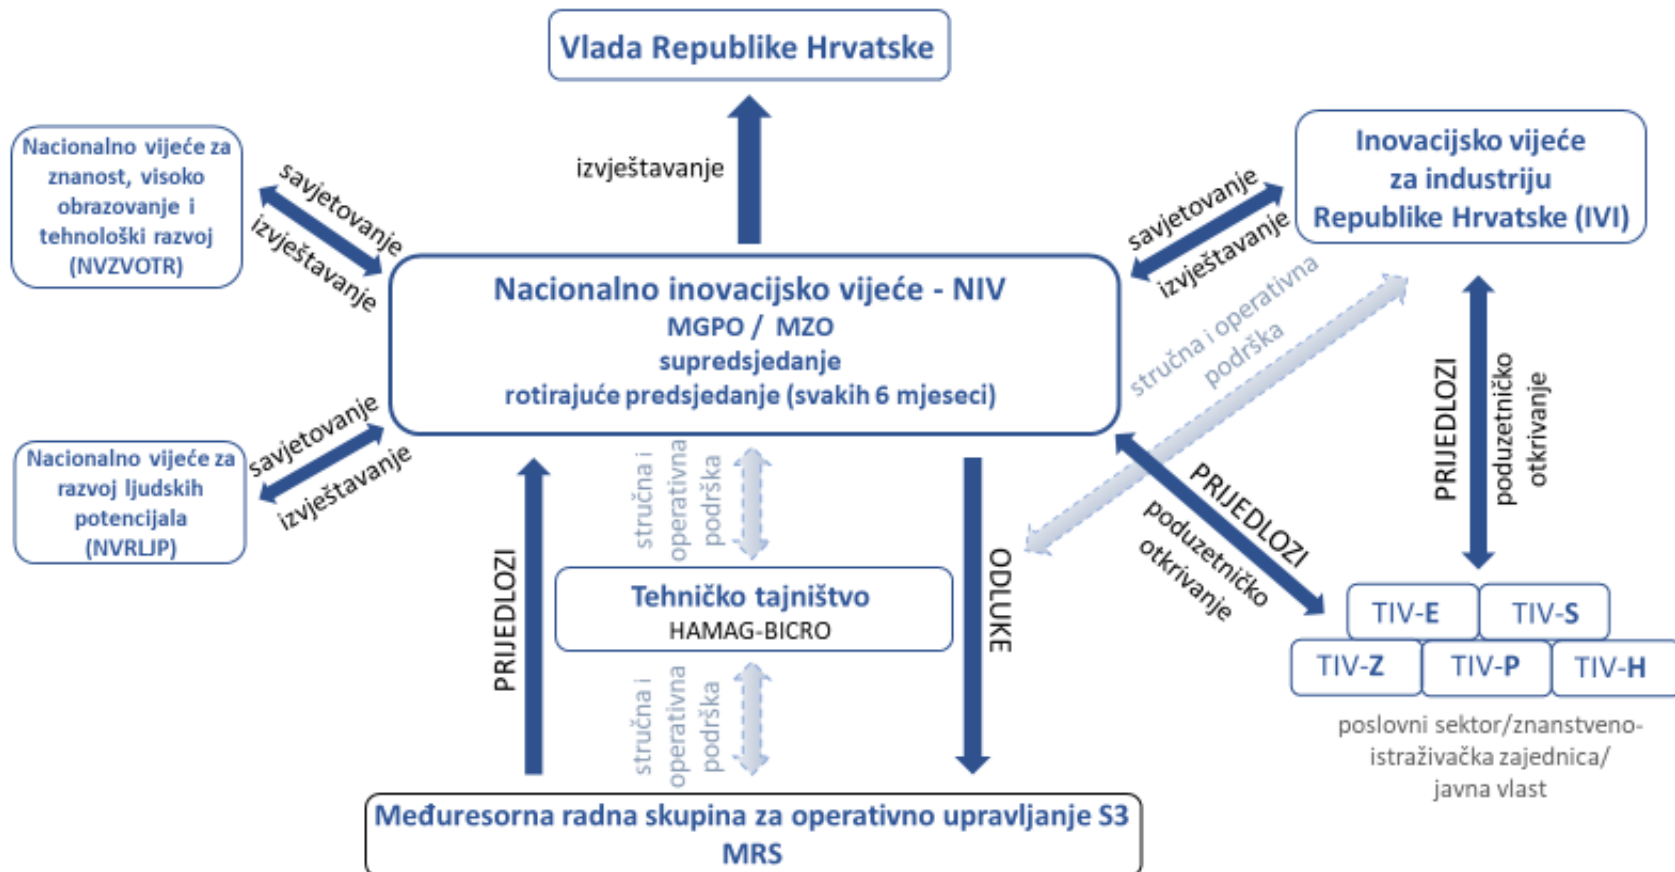 Vlada Republike Hrvatske
izvještavanje
Nacionalno vijeće za
znanost, visoko
obrazovanje i
tehnološki razvoj
(NVZVOTR)
savjetovanje
izvještavanje
Inovacijsko vijeće
za industriju
Republike Hrvatske (IVI)
savjetovanje
izvještavanje
Nacionalno inovacijsko vijeće - NIV
MGPO / MZO
supredsjedanje
rotirajuće predsjedanje (svakih 6 mjeseci)
stručna i operativna
podrška
PRIJEDLOZI
poduzetničko
otkrivanje
Nacionalno vijeće za
razvoj ljudskih
potencijala
(NVRLJP)
savjetovanje
izvještavanje
PRIJEDLOZI
stručna i
operativna
podrška
ODLUKE
PRIJEDLOZI
poduzetničko
otkrivanje
Tehničko tajništvo
HAMAG-BICRO
stručna i
operativna
podrška
TIV-E
TIV-S
TIV-Z
TIV-P
TIV-H
poslovni sektor/znanstveno-
istraživačka zajednica/
javna vlast
Međuresorna radna skupina za operativno upravljanje S3
MRS